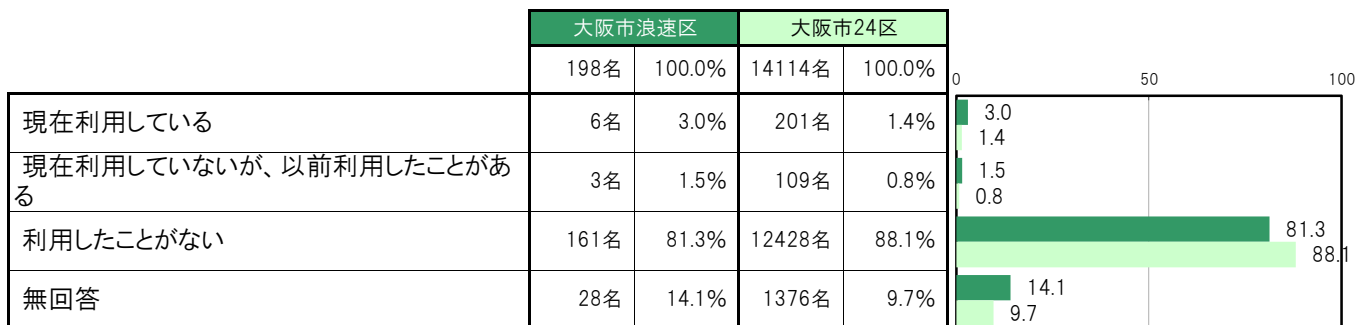 大阪市浪速区 大阪市24区
198名 100.0% 14114名 100.0%
0 50 100
現在利用している 6名 3.0% 201名 1.4%
3.0
1.4
現在利用していないが、以前利用したことがあ
る
3名 1.5% 109名 0.8%
1.5
0.8
利用したことがない 161名 81.3% 12428名 88.1%
81.3
88.1
無回答 28名 14.1% 1376名 9.7%
14.1
9.7